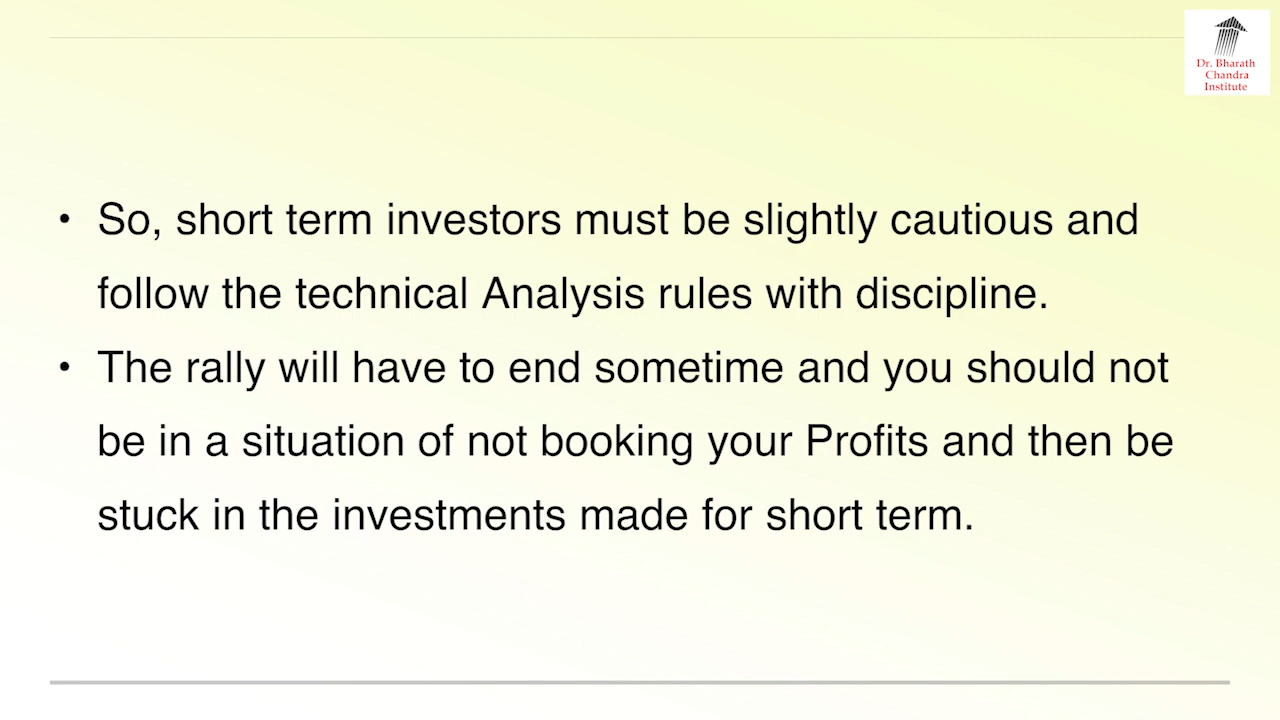 Dr. Bharath
Chandra
Institute
• So, short term investors must be slightly cautious and
follow the technical Analysis rules with discipline.
• The rally will have to end sometime and you should not
be in a situation of not booking your Profits and then be
stuck in the investments made for short term.